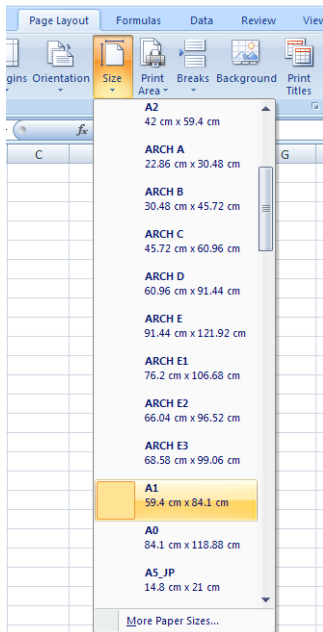 Page Layout Formulas Data Review View
gins Orientation Size Print Area Breaks Background Print Titles
fx
C G
A2
42 cm x 59.4 cm
ARCH A
22.86 cm x 30.48 cm
ARCH B
30.48 cm x 45.72 cm
ARCH C
45.72 cm x 60.96 cm
ARCH D
60.96 cm x 91.44 cm
ARCH E
91.44 cm x 121.92 cm
ARCH E1
76.2 cm x 106.68 cm
ARCH E2
66.04 cm x 96.52 cm
ARCH E3
68.58 cm x 99.06 cm
A1
59.4 cm x 84.1 cm
A0
84.1 cm x 118.88 cm
A5_JP
14.8 cm x 21 cm
More Paper Sizes...